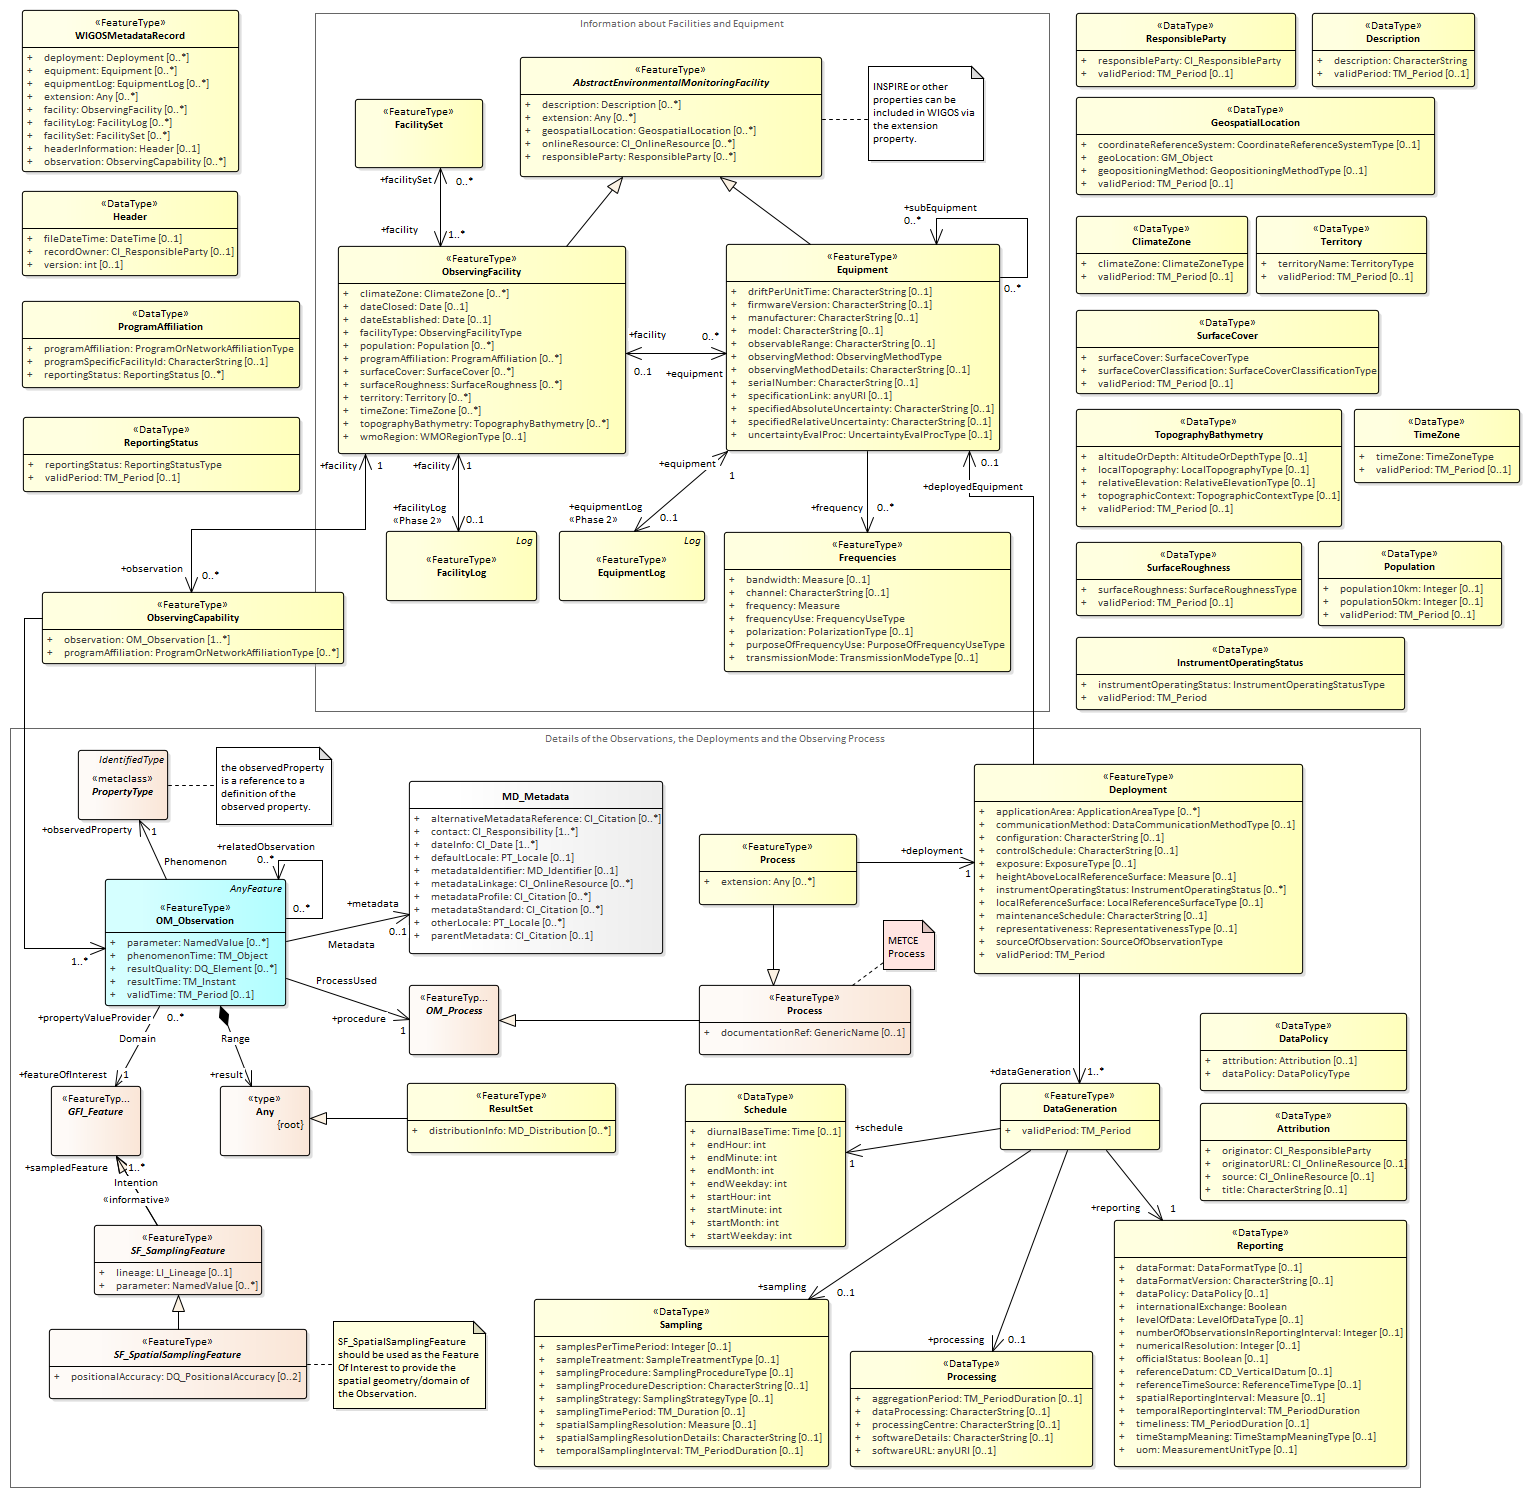 «FeatureType»
WIGOSMetadataRecord
+ deployment: Deployment [0..*]
+ equipment: Equipment [0..*]
+ equipmentLog: EquipmentLog [0..*]
+ extension: Any [0..*]
+ facility: ObservingFacility [0..*]
+ facilityLog: FacilityLog [0..*]
+ facilitySet: FacilitySet [0..*]
+ headerInformation: Header [0..1]
+ observation: ObservingCapability [0..*]
«DataType»
Header
+ fileDateTime: DateTime [0..1]
+ recordOwner: CI_ResponsibleParty [0..1]
+ version: int [0..1]
«DataType»
ProgramAffiliation
+ programAffiliation: ProgramOrNetworkAffiliationType
+ programSpecificFacilityId: CharacterString [0..1]
+ reportingStatus: ReportingStatus [0..*]
«DataType»
ReportingStatus
+ reportingStatus: ReportingStatusType
+ validPeriod: TM_Period [0..1]
Information about Facilities and Equipment
«FeatureType»
FacilitySet
«FeatureType»
AbstractEnvironmentalMonitoringFacility
+ description: Description [0..*]
+ extension: Any [0..*]
+ geospatialLocation: GeospatialLocation [0..*]
+ onlineResource: CI_OnlineResource [0..*]
+ responsibleParty: ResponsibleParty [0..*]
INSPIRE or other
properties can be
included in WIGOS via
the extension
property.
+facilitySet
0..*
+facility
1..*
+subEquipment
0..*
0..*
«FeatureType»
ObservingFacility
+ climateZone: ClimateZone [0..*]
+ dateClosed: Date [0..1]
+ dateEstablished: Date [0..1]
+ facilityType: ObservingFacilityType
+ population: Population [0..*]
+ programAffiliation: ProgramAffiliation [0..*]
+ surfaceCover: SurfaceCover [0..*]
+ surfaceRoughness: SurfaceRoughness [0..*]
+ territory: Territory [0..*]
+ timeZone: TimeZone [0..*]
+ topographyBathymetry: TopographyBathymetry [0..*]
+ wmoRegion: WMORegionType [0..1]
+facility
0..*
0..1
+equipment
«FeatureType»
Equipment
+ driftPerUnitTime: CharacterString [0..1]
+ firmwareVersion: CharacterString [0..1]
+ manufacturer: CharacterString [0..1]
+ model: CharacterString [0..1]
+ observableRange: CharacterString [0..1]
+ observingMethod: ObservingMethodType
+ observingMethodDetails: CharacterString [0..1]
+ serialNumber: CharacterString [0..1]
+ specificationLink: anyURI [0..*]
+ specifiedAbsoluteUncertainty: CharacterString [0..1]
+ specifiedRelativeUncertainty: CharacterString [0..1]
+ uncertaintyEvalProc: UncertaintyEvalProcType [0..1]
+facility 1
+facility 1
+equipment
1
0..1
+deployedEquipment
+facilityLog
«Phase 2» 0..1
+equipmentLog
«Phase 2» 0..1
+frequency 0..*
Log
«FeatureType»
FacilityLog
Log
«FeatureType»
EquipmentLog
«FeatureType»
Frequencies
+ bandwidth: Measure [0..1]
+ channel: CharacterString [0..1]
+ frequency: Measure
+ frequencyUse: FrequencyUseType
+ polarization: PolarizationType [0..1]
+ purposeOfFrequencyUse: PurposeOfFrequencyUseType
+ transmissionMode: TransmissionModeType [0..1]
+observation
0..*
«FeatureType»
ObservingCapability
+ observation: OM_Observation [1..*]
+ programAffiliation: ProgramOrNetworkAffiliationType [0..*]
«DataType»
ResponsibleParty
+ responsibleParty: CI_ResponsibleParty
+ validPeriod: TM_Period [0..1]
«DataType»
Description
+ description: CharacterString
+ validPeriod: TM_Period [0..1]
«DataType»
GeospatialLocation
+ coordinateReferenceSystem: CoordinateReferenceSystemType [0..1]
+ geoLocation: GM_Object
+ geopositioningMethod: GeopositioningMethodType [0..1]
+ validPeriod: TM_Period [0..1]
«DataType»
ClimateZone
+ climateZone: ClimateZoneType
+ validPeriod: TM_Period [0..1]
«DataType»
Territory
+ territoryName: TerritoryType
+ validPeriod: TM_Period [0..1]
«DataType»
SurfaceCover
+ surfaceCover: SurfaceCoverType
+ surfaceCoverClassification: SurfaceCoverClassificationType
+ validPeriod: TM_Period [0..1]
«DataType»
TopographyBathymetry
+ altitudeOrDepth: AltitudeOrDepthType [0..1]
+ localTopography: LocalTopographyType [0..1]
+ relativeElevation: RelativeElevationType [0..1]
+ topographicContext: TopographicContextType [0..1]
+ validPeriod: TM_Period [0..1]
«DataType»
TimeZone
+ timeZone: TimeZoneType
+ validPeriod: TM_Period [0..1]
«DataType»
SurfaceRoughness
+ surfaceRoughness: SurfaceRoughnessType
+ validPeriod: TM_Period [0..1]
«DataType»
Population
+ population10km: Integer [0..1]
+ population50km: Integer [0..1]
+ validPeriod: TM_Period [0..1]
«DataType»
InstrumentOperatingStatus
+ instrumentOperatingStatus: InstrumentOperatingStatusType
+ validPeriod: TM_Period
Details of the Observations, the Deployments and the Observing Process
IdentifiedType
«metaclass»
PropertyType
the observedProperty
is a reference to a
definition of the
observed property.
+observedProperty 1
Phenomenon
+relatedObservation
0..*
0..*
AnyFeature
«FeatureType»
OM_Observation
+ parameter: NamedValue [0..*]
+ phenomenonTime: TM_Object
+ resultQuality: DQ_Element [0..*]
+ resultTime: TM_Instant
+ validTime: TM_Period [0..1]
1..*
+metadata
0..1
Metadata
MD_Metadata
+ alternativeMetadataReference: CI_Citation [0..*]
+ contact: CI_Responsibility [1..*]
+ dateInfo: CI_Date [1..*]
+ defaultLocale: PT_Locale [0..1]
+ metadataIdentifier: MD_Identifier [0..1]
+ metadataLinkage: CI_OnlineResource [0..*]
+ metadataProfile: CI_Citation [0..*]
+ metadataStandard: CI_Citation [0..*]
+ otherLocale: PT_Locale [0..*]
+ parentMetadata: CI_Citation [0..1]
«FeatureType»
Process
+ extension: Any [0..*]
+deployment
1
«FeatureType»
Deployment
+ applicationArea: ApplicationAreaType [0..*]
+ communicationMethod: DataCommunicationMethodType [0..1]
+ configuration: CharacterString [0..1]
+ controlSchedule: CharacterString [0..1]
+ exposure: ExposureType [0..1]
+ heightAboveLocalReferenceSurface: Measure [0..1]
+ instrumentOperatingStatus: InstrumentOperatingStatus [0..*]
+ localReferenceSurface: LocalReferenceSurfaceType [0..1]
+ maintenanceSchedule: CharacterString [0..1]
+ representativeness: RepresentativenessType [0..1]
+ sourceOfObservation: SourceOfObservationType
+ validPeriod: TM_Period
METCE
Process
ProcessUsed
+procedure
1
«FeatureTyp...
OM_Process
«FeatureType»
Process
+ documentationRef: GenericName [0..1]
+propertyValueProvider 0..*
Domain
Range
+featureOfInterest 1
+result
«FeatureTyp...
GFI_Feature
«type»
Any
{root}
«FeatureType»
ResultSet
+ distributionInfo: MD_Distribution [0..*]
+sampledFeature 1..*
Intention
«informative»
«FeatureType»
SF_SamplingFeature
+ lineage: LI_Lineage [0..1]
+ parameter: NamedValue [0..*]
«FeatureType»
SF_SpatialSamplingFeature
+ positionalAccuracy: DQ_PositionalAccuracy [0..2]
SF_SpatialSamplingFeature
should be used as the Feature
Of Interest to provide the
spatial geometry/domain of
the Observation.
«DataType»
Schedule
+ diurnalBaseTime: Time [0..1]
+ endHour: int
+ endMinute: int
+ endMonth: int
+ endWeekday: int
+ startHour: int
+ startMinute: int
+ startMonth: int
+ startWeekday: int
+schedule
1
+dataGeneration 1..*
«FeatureType»
DataGeneration
+ validPeriod: TM_Period
«DataType»
DataPolicy
+ attribution: Attribution [0..1]
+ dataPolicy: DataPolicyType
«DataType»
Attribution
+ originator: CI_ResponsibleParty
+ originatorURL: CI_OnlineResource [0..1]
+ source: CI_OnlineResource [0..1]
+ title: CharacterString [0..1]
+reporting 1
+sampling
0..1
+processing 0..1
«DataType»
Sampling
+ samplesPerTimePeriod: Integer [0..1]
+ sampleTreatment: SampleTreatmentType [0..1]
+ samplingProcedure: SamplingProcedureType [0..1]
+ samplingProcedureDescription: CharacterString [0..1]
+ samplingStrategy: SamplingStrategyType [0..1]
+ samplingTimePeriod: TM_Duration [0..1]
+ spatialSamplingResolution: Measure [0..1]
+ spatialSamplingResolutionDetails: CharacterString [0..1]
+ temporalSamplingInterval: TM_PeriodDuration [0..1]
«DataType»
Processing
+ aggregationPeriod: TM_PeriodDuration [0..1]
+ dataProcessing: CharacterString [0..1]
+ processingCentre: CharacterString [0..1]
+ softwareDetails: CharacterString [0..1]
+ softwareURL: anyURI [0..1]
«DataType»
Reporting
+ dataFormat: DataFormatType [0..1]
+ dataFormatVersion: CharacterString [0..1]
+ dataPolicy: DataPolicy [0..1]
+ internationalExchange: Boolean
+ levelOfData: LevelOfDataType [0..1]
+ numberOfObservationsInReportingInterval: Integer [0..1]
+ numericalResolution: Integer [0..1]
+ officialStatus: Boolean [0..1]
+ referenceDatum: CD_VerticalDatum [0..1]
+ referenceTimeSource: ReferenceTimeType [0..1]
+ spatialReportingInterval: Measure [0..1]
+ temporalReportingInterval: TM_PeriodDuration
+ timeliness: TM_PeriodDuration [0..1]
+ timeStampMeaning: TimeStampMeaningType [0..1]
+ uom: MeasurementUnitType [0..1]